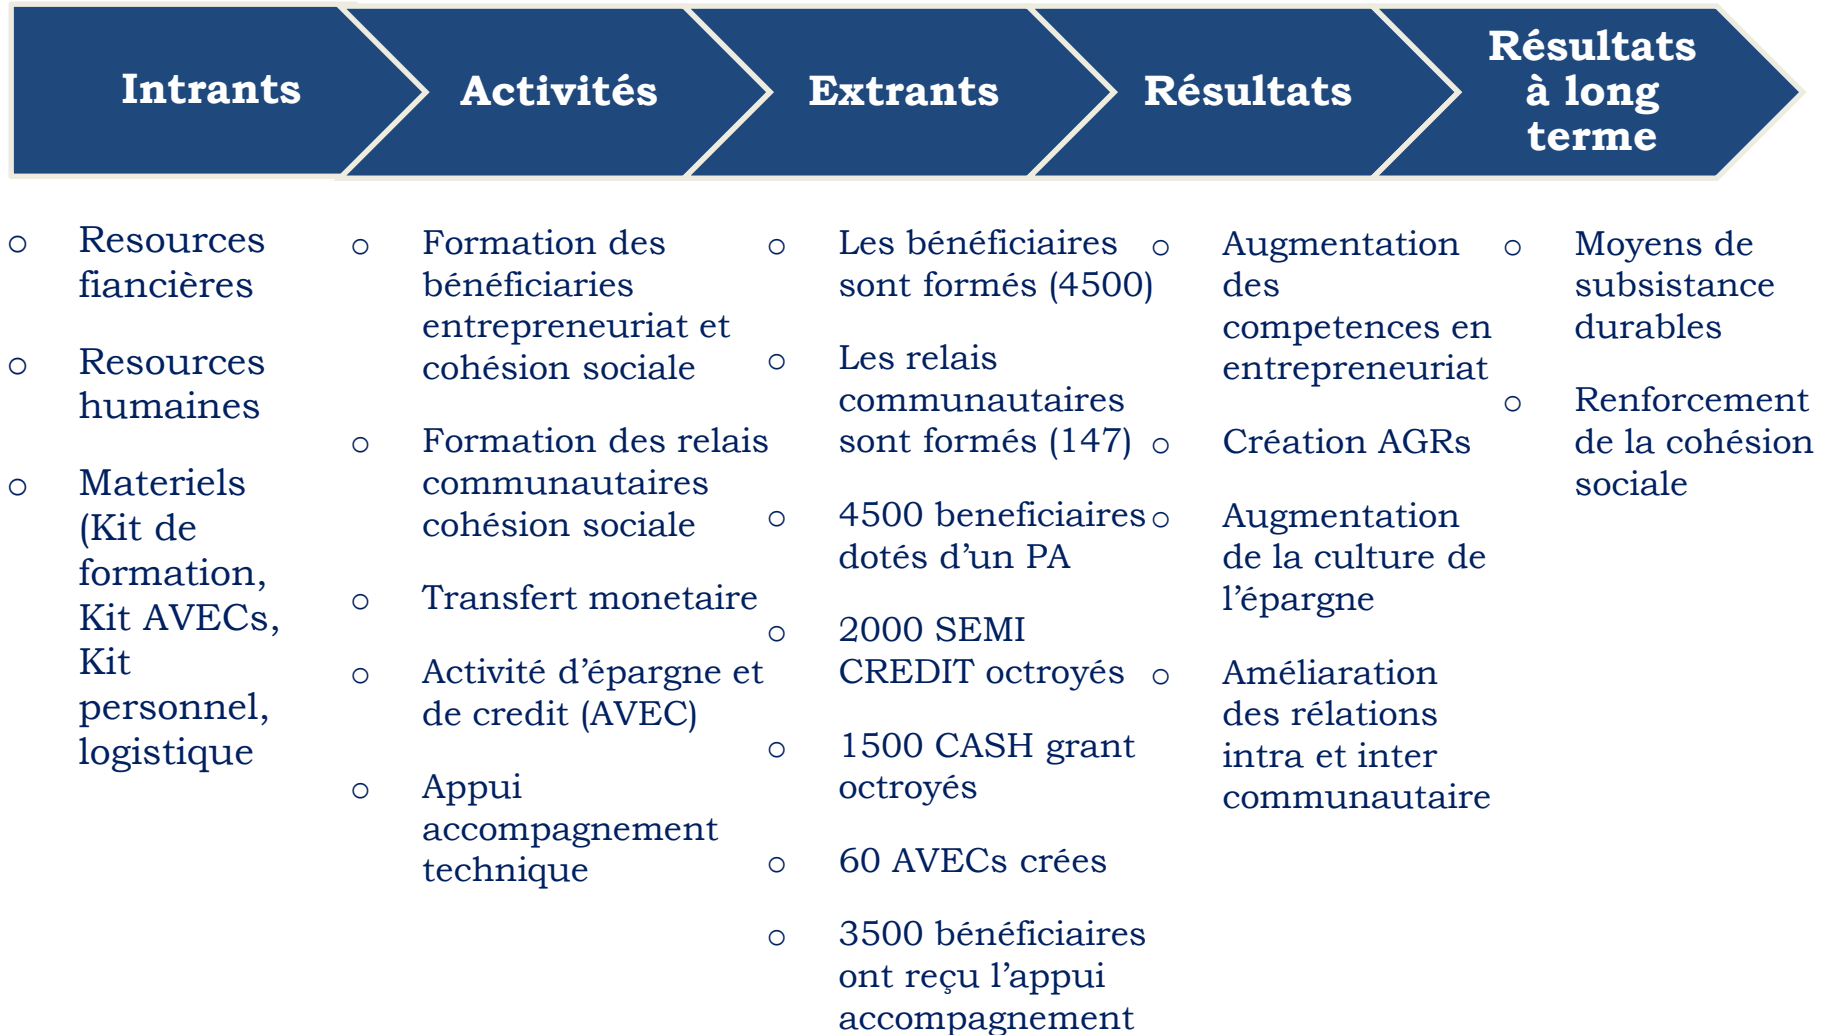 Intrants
Activités
Extrants
Résultats
Résultats
à long
terme
o Resources
fiancières
o Resources
humaines
o Materiels
(Kit de
formation,
Kit AVECs,
Kit
personnel,
logistique
o Formation des
bénéficiaries
entrepreneuriat et
cohésion sociale
o Formation des relais
communautaires
cohésion sociale
o Transfert monetaire
o Activité d’épargne et
de credit (AVEC)
o Appui
accompagnement
technique
o Les bénéficiaires
sont formés (4500)
o Les relais
communautaires
sont formés (147)
o 4500 beneficiaires
dotés d’un PA
o 2000 SEMI
CREDIT octroyés
o 1500 CASH grant
octroyés
o 60 AVECs crées
o 3500 bénéficiaires
ont reçu l’appui
accompagnement
o Augmentation
des
competences en
entrepreneuriat
o Création AGRs
o Augmentation
de la culture de
l’épargne
o Améliaration
des rélations
intra et inter
communautaire
o Moyens de
subsistance
durables
o Renforcement
de la cohésion
sociale